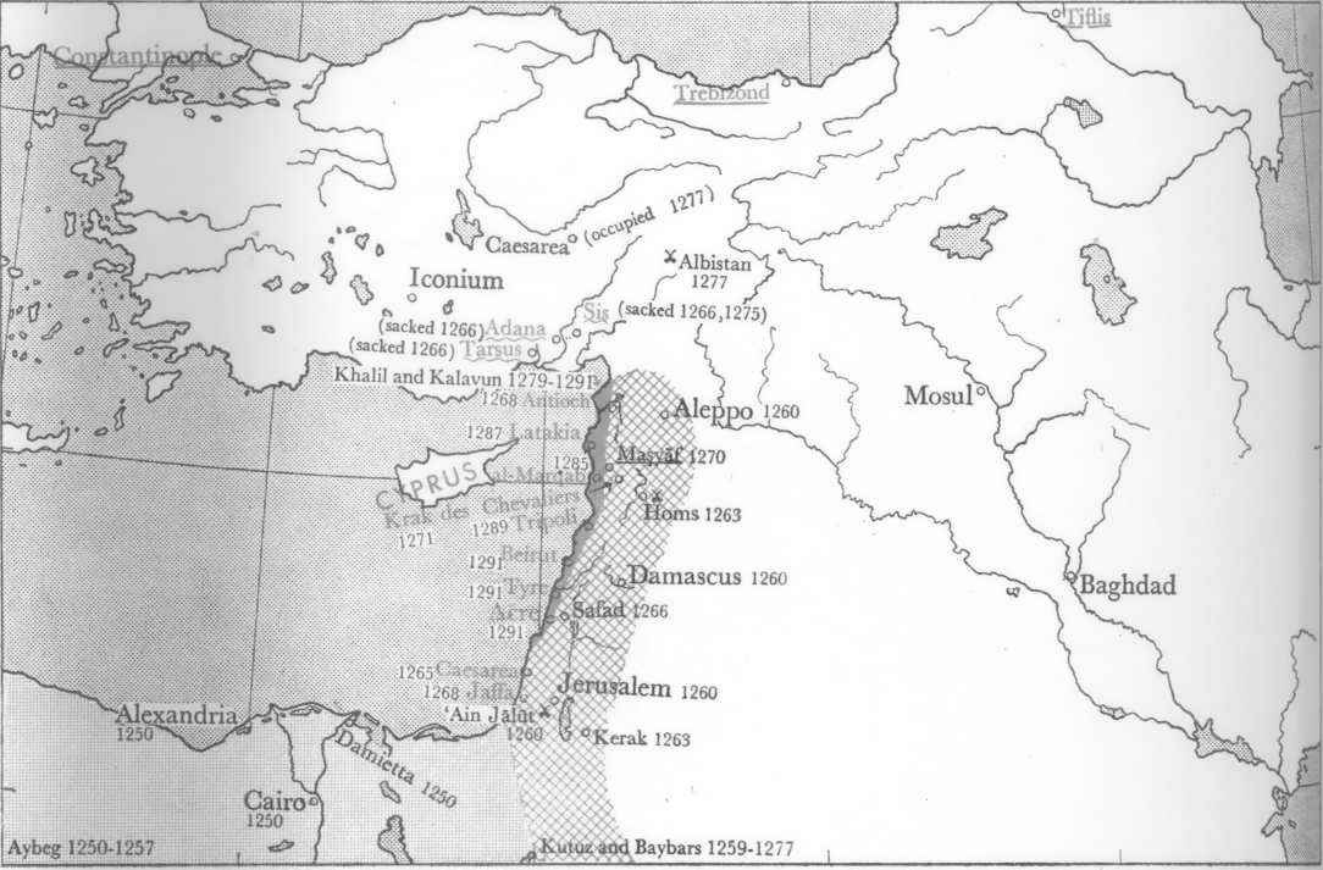 Tiflis
Constantinople
Trebizond
Caesarea (occupied 1277)
Albistan
1277
Iconium
Sis (sacked 1266,1275)
(sacked 1266) Adana
(sacked 1266) Tarsus
Khalil and Kalavun 1279-1291
Mosul
1268 Antioch
Aleppo 1260
1287 Latakia
Maṣyāf 1270
1285 al-Marqab
CYPRUS
Krak des Chevaliers
1271
Homs 1263
1289 Tripoli
1291 Beirut
Damascus 1260
Baghdad
1291 Tyre
Acre
1291
Safad 1266
1265 Caesarea
1268 Jaffa
Jerusalem 1260
'Ain Jālūt
1260
Kerak 1263
Alexandria
1250
Damietta 1250
Cairo
1250
Aybeg 1250-1257
Kutuz and Baybars 1259-1277